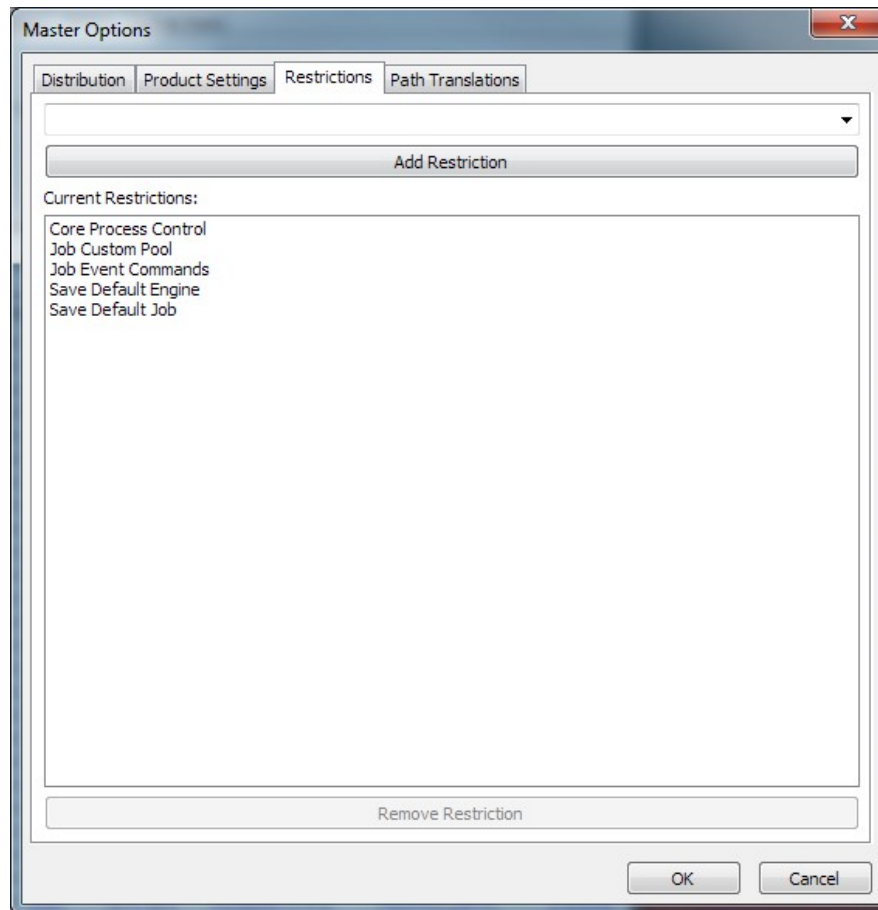 Master Options
Distribution Product Settings Restrictions Path Translations
Add Restriction
Current Restrictions:
Core Process Control
Job Custom Pool
Job Event Commands
Save Default Engine
Save Default Job
Remove Restriction
OK Cancel